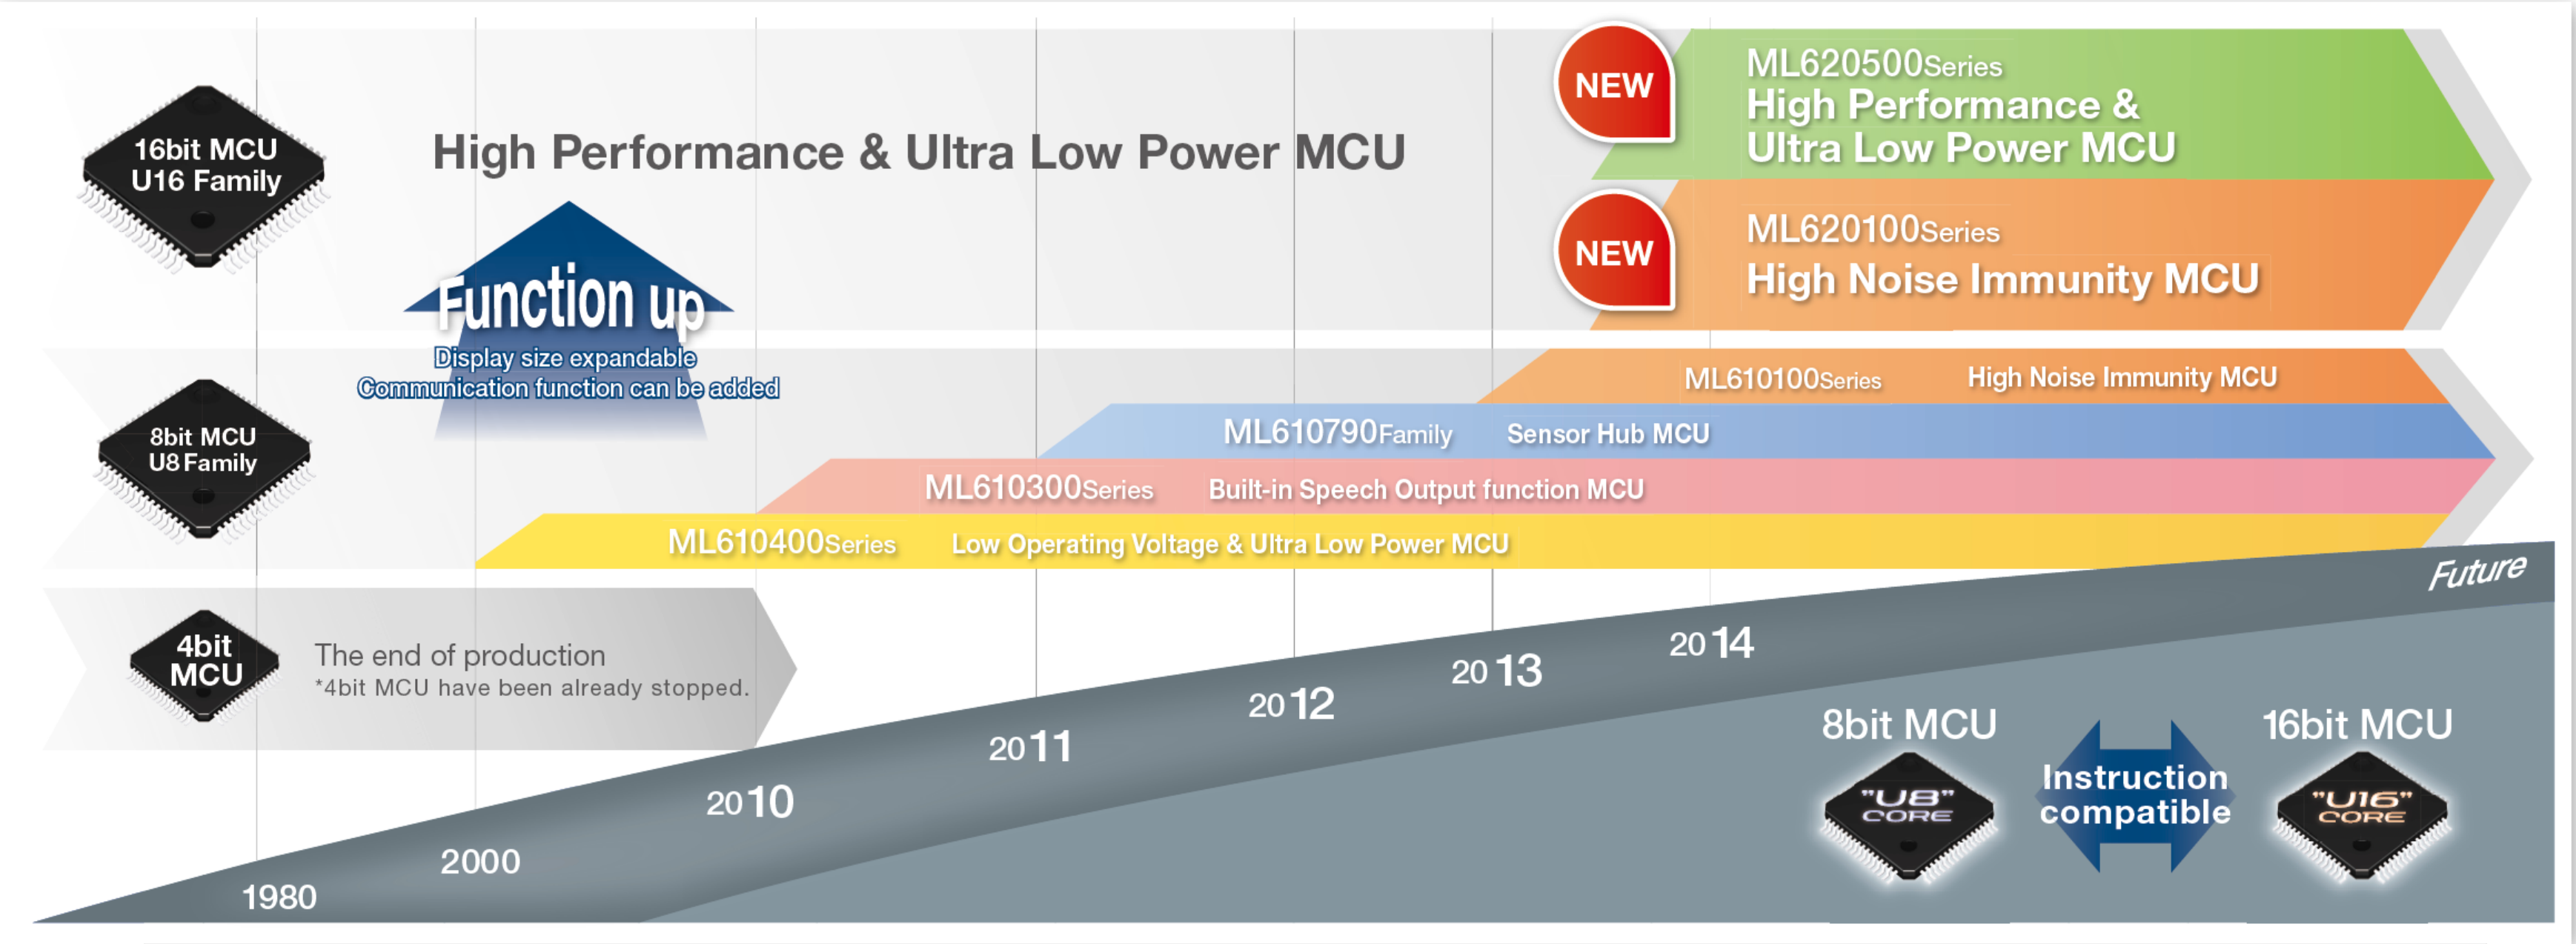 16bit MCU
U16 Family
High Performance & Ultra Low Power MCU
NEW
ML620500Series
High Performance &
Ultra Low Power MCU
NEW
ML620100Series
High Noise Immunity MCU
Function up
Display size expandable
Communication function can be added
8bit MCU
U8 Family
ML610100Series High Noise Immunity MCU
ML610790Family Sensor Hub MCU
ML610300Series Built-in Speech Output function MCU
ML610400Series Low Operating Voltage & Ultra Low Power MCU
4bit
MCU
The end of production
*4bit MCU have been already stopped.
1980
2000
2010
2011
2012
2013
2014
Future
8bit MCU
"U8"
CORE
Instruction
compatible
16bit MCU
"U16"
CORE